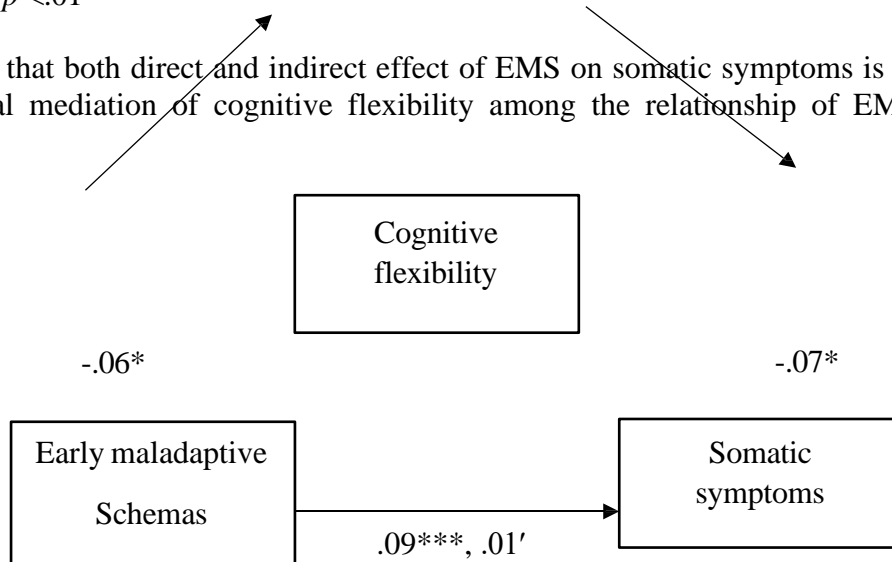 p <.01
that both direct and indirect effect of EMS on somatic symptoms is
al mediation of cognitive flexibility among the relationship of EM
Cognitive
flexibility
-.06*
-.07*
Early maladaptive
Schemas
Somatic
symptoms
.09***, .01′